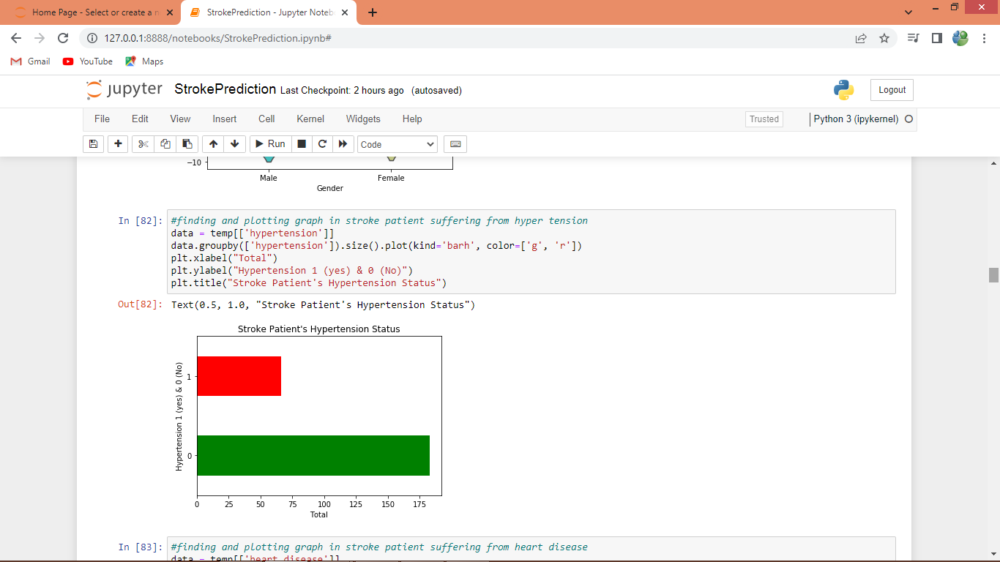 Home Page - Select or create a n
StrokePrediction - Jupyter Noteb
127.0.0.1:8888/notebooks/StrokePrediction.ipynb#
Gmail YouTube Maps
jupyter StrokePrediction Last Checkpoint: 2 hours ago (autosaved)
Logout
File Edit View Insert Cell Kernel Widgets Help
Trusted Python 3 (ipykernel)
Run Code
−10
Male Female
Gender
In [82]: #finding and plotting graph in stroke patient suffering from hyper tension
data = temp[['hypertension']]
data.groupby(['hypertension']).size().plot(kind='barh', color=['g', 'r'])
plt.xlabel("Total")
plt.ylabel("Hypertension 1 (yes) & 0 (No)")
plt.title("Stroke Patient's Hypertension Status")
Out[82]: Text(0.5, 1.0, "Stroke Patient's Hypertension Status")
Stroke Patient's Hypertension Status
Hypertension 1 (yes) & 0 (No)
1
0
0 25 50 75 100 125 150 175
Total
In [83]: #finding and plotting graph in stroke patient suffering from heart disease
data = temp[['heart_disease']]